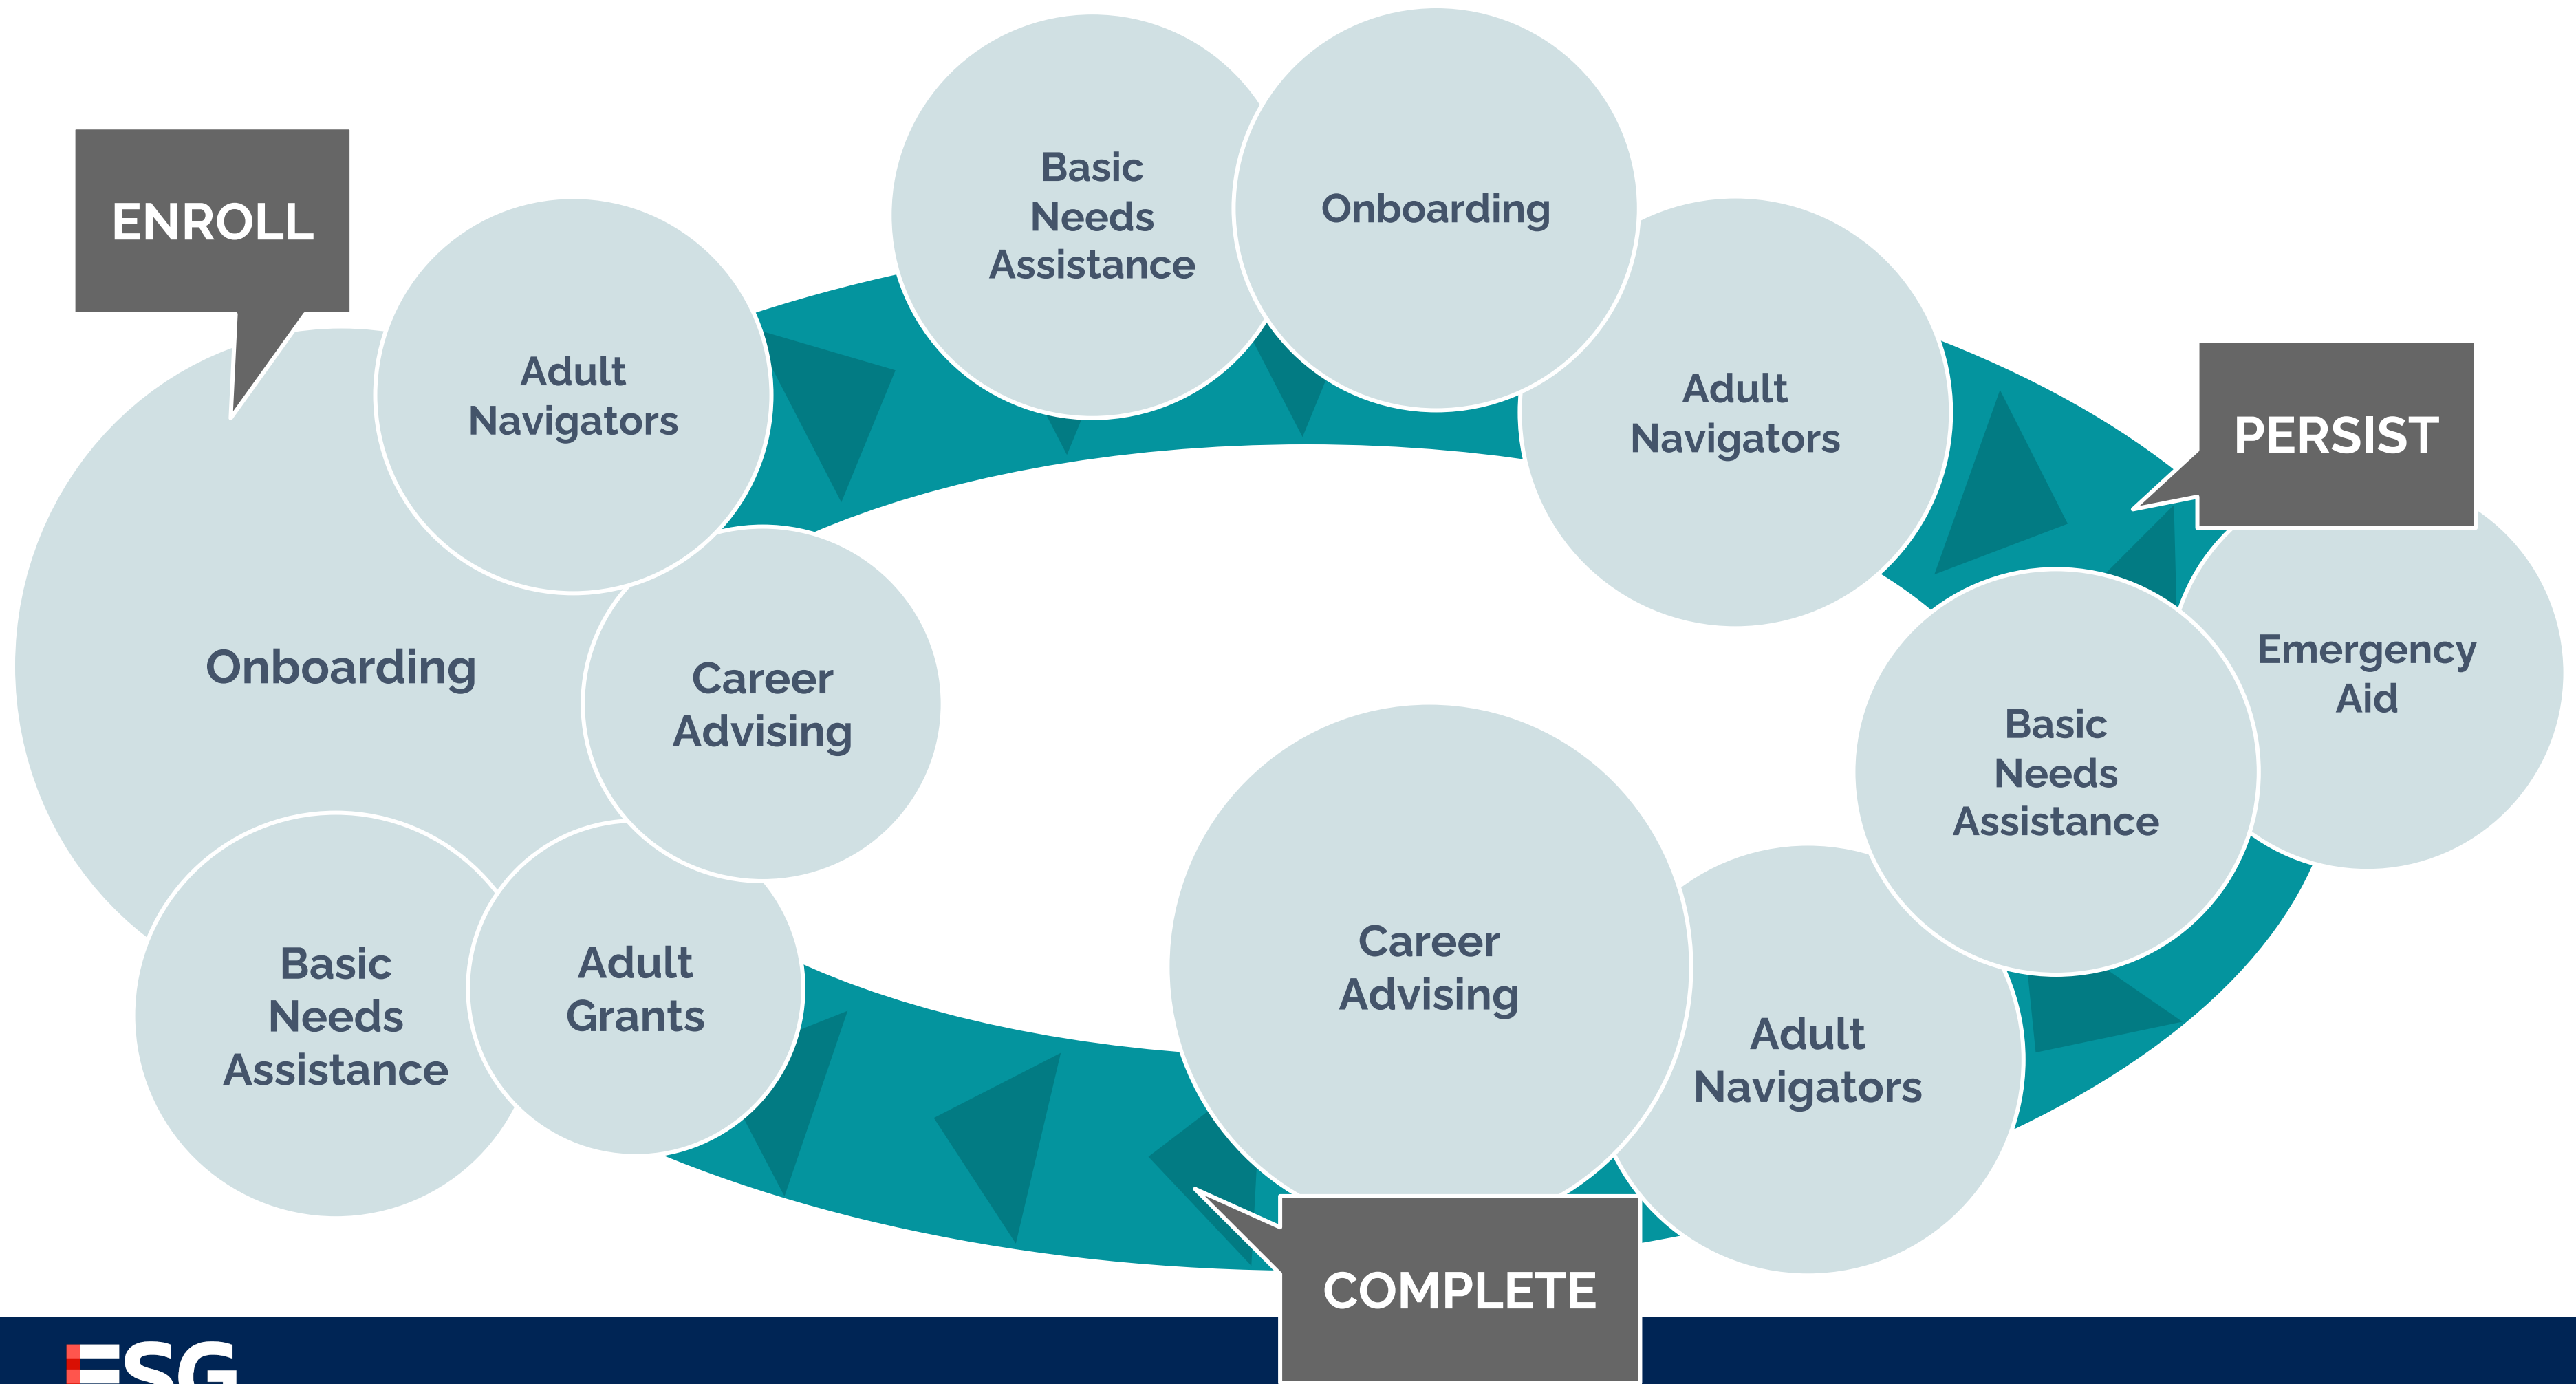 ENROLL
Adult
Navigators
Onboarding
Career
Advising
Basic
Needs
Assistance
Adult
Grants
Basic
Needs
Assistance
Onboarding
Adult
Navigators
PERSIST
Emergency
Aid
Basic
Needs
Assistance
Adult
Navigators
Career
Advising
COMPLETE
ESG